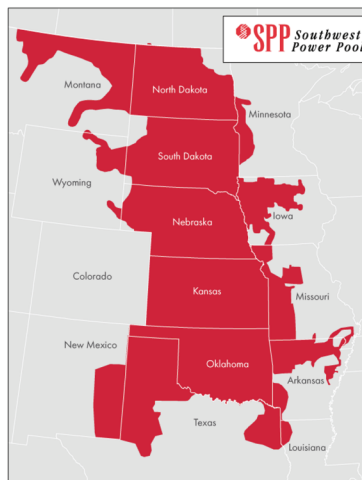 SPP Southwest
Power Pool
Montana
North Dakota
Minnesota
South Dakota
Wyoming
Iowa
Nebraska
Colorado
Kansas
Missouri
New Mexico
Oklahoma
Arkansas
Texas
Louisiana